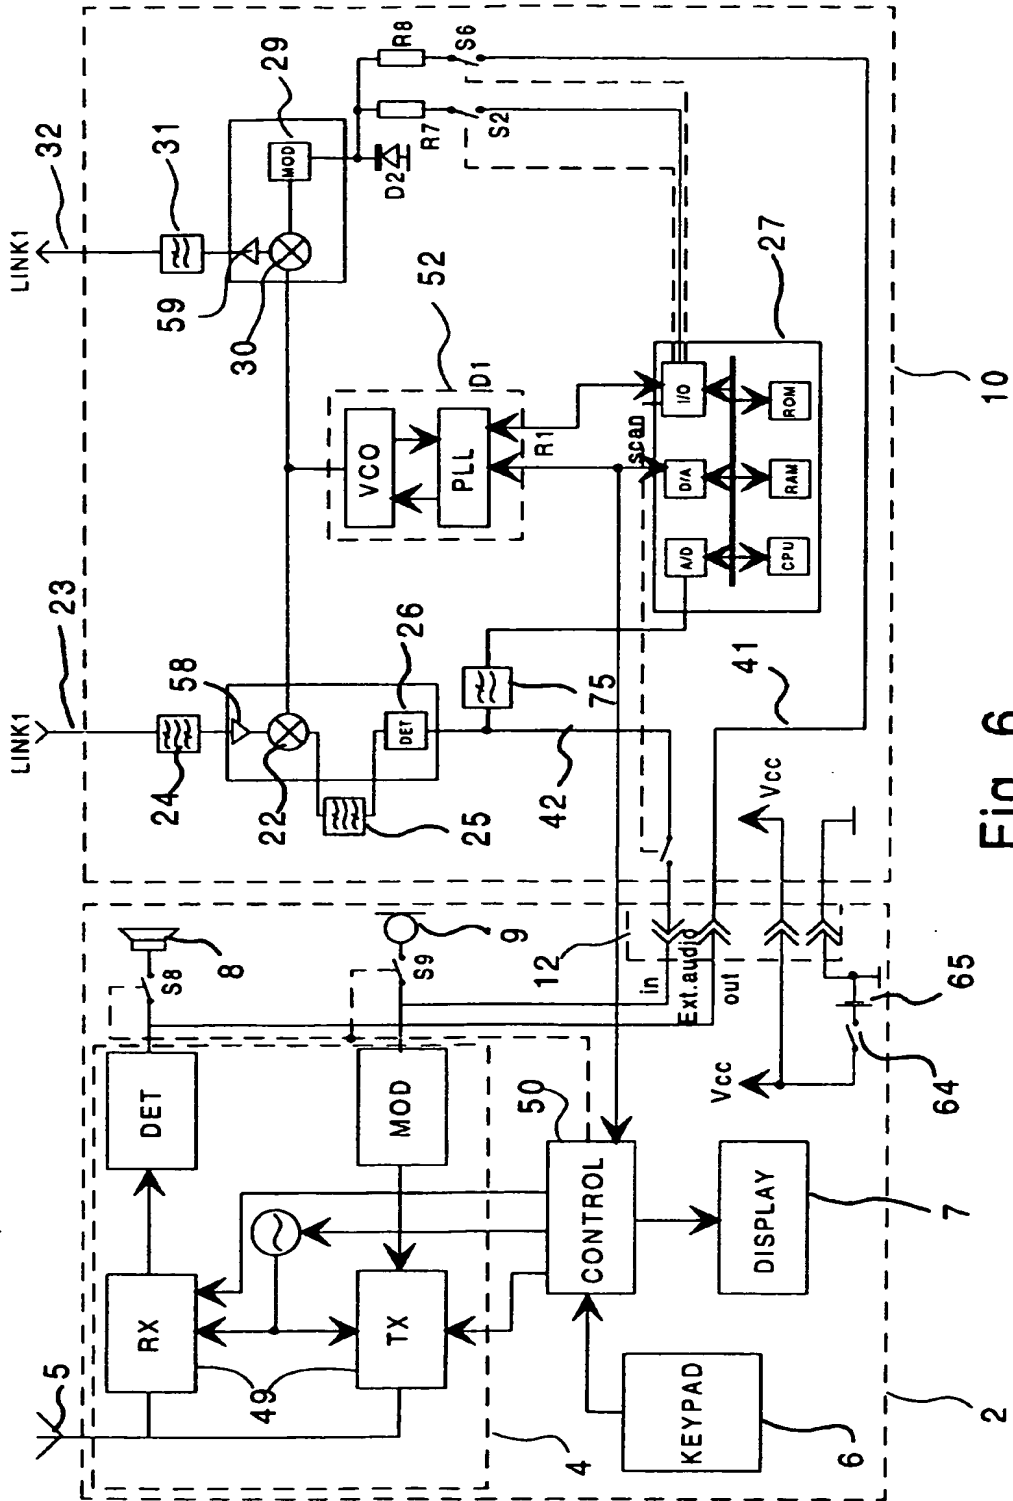 LINK1
23
24
58
22
25
26
DET
42
75
LINK1
32
31
59
30
29
MOD
D2
R7
R8
S2
S6
52
VCO
PLL
D1
R1
scan
27
A/D
D/A
I/O
CPU
RAM
ROM
41
Vcc
10
5
RX
49
TX
4
DET
MOD
S8
8
S9
9
12
in
Ext.audio
out
50
CONTROL
KEYPAD
6
DISPLAY
7
Vcc
64
65
2
Fig. 6